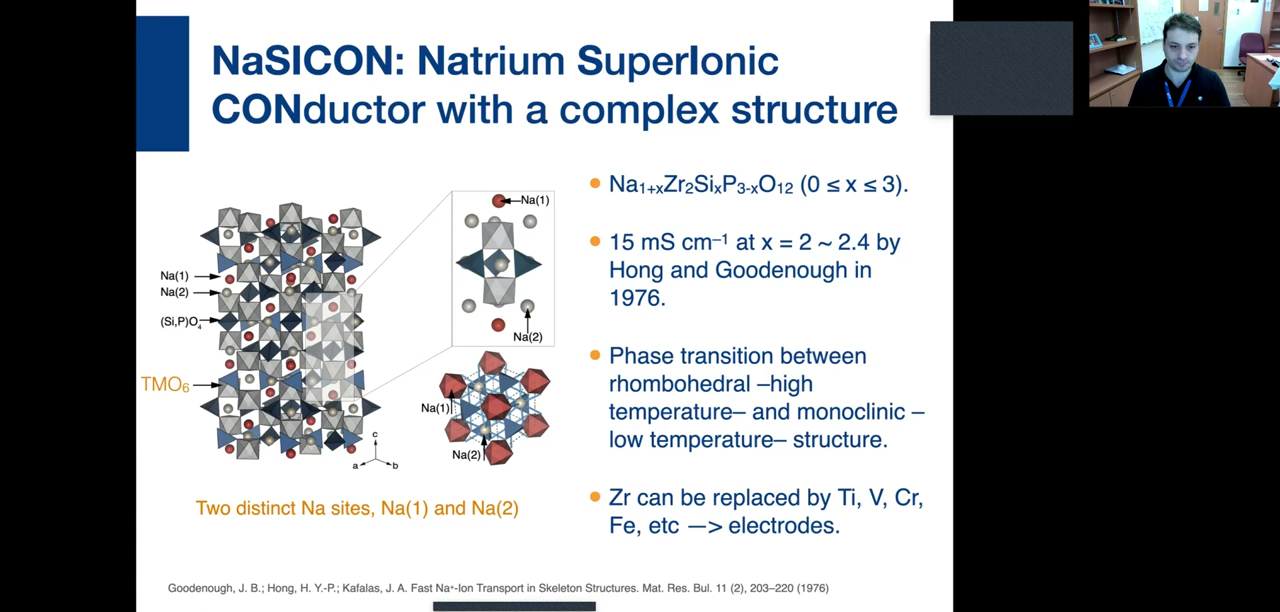 NaSICON: Natrium SuperIonic
CONductor with a complex structure
Na(1)
Na(2)
(Si,P)O₄
TMO₆
Na(1)
Na(2)
Na(1)
Na(2)
c
a
b
Two distinct Na sites, Na(1) and Na(2)
• Na₁₊ₓZr₂SiₓP₃₋ₓO₁₂ (0 ≤ x ≤ 3).
• 15 mS cm⁻¹ at x = 2 ~ 2.4 by
Hong and Goodenough in
1976.
• Phase transition between
rhombohedral –high
temperature– and monoclinic –
low temperature– structure.
• Zr can be replaced by Ti, V, Cr,
Fe, etc —> electrodes.
Goodenough, J. B.; Hong, H. Y.-P.; Kafalas, J. A. Fast Na⁺-Ion Transport in Skeleton Structures. Mat. Res. Bul. 11 (2), 203–220 (1976)